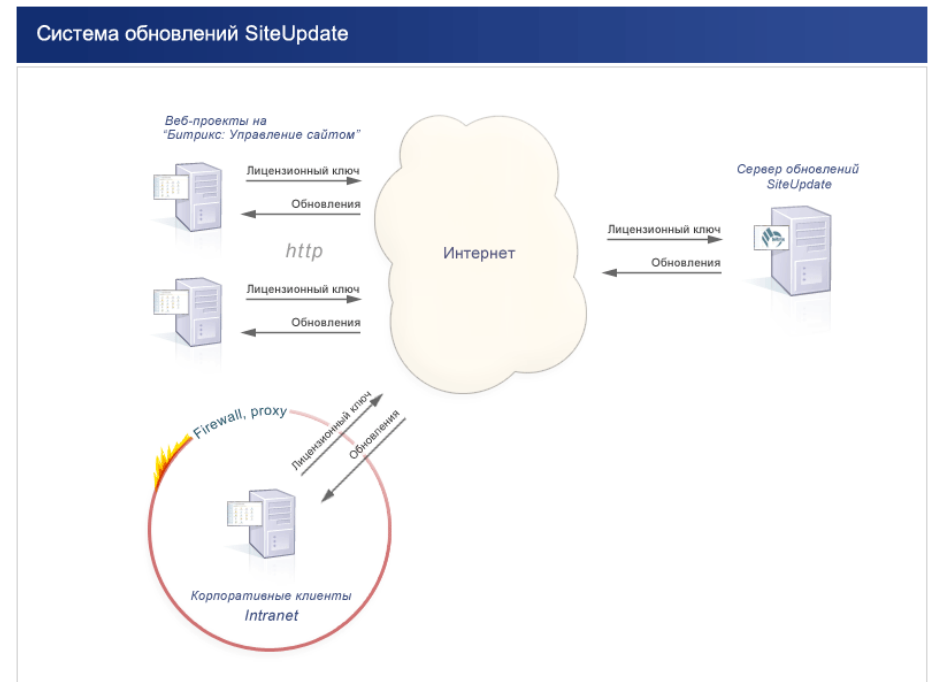 Система обновлений SiteUpdate
Веб-проекты на
“Битрикс: Управление сайтом”
Лицензионный ключ
Обновления
http
Лицензионный ключ
Обновления
Интернет
Сервер обновлений
SiteUpdate
Лицензионный ключ
Обновления
Firewall, proxy
Лицензионный ключ
Обновления
Корпоративные клиенты
Intranet